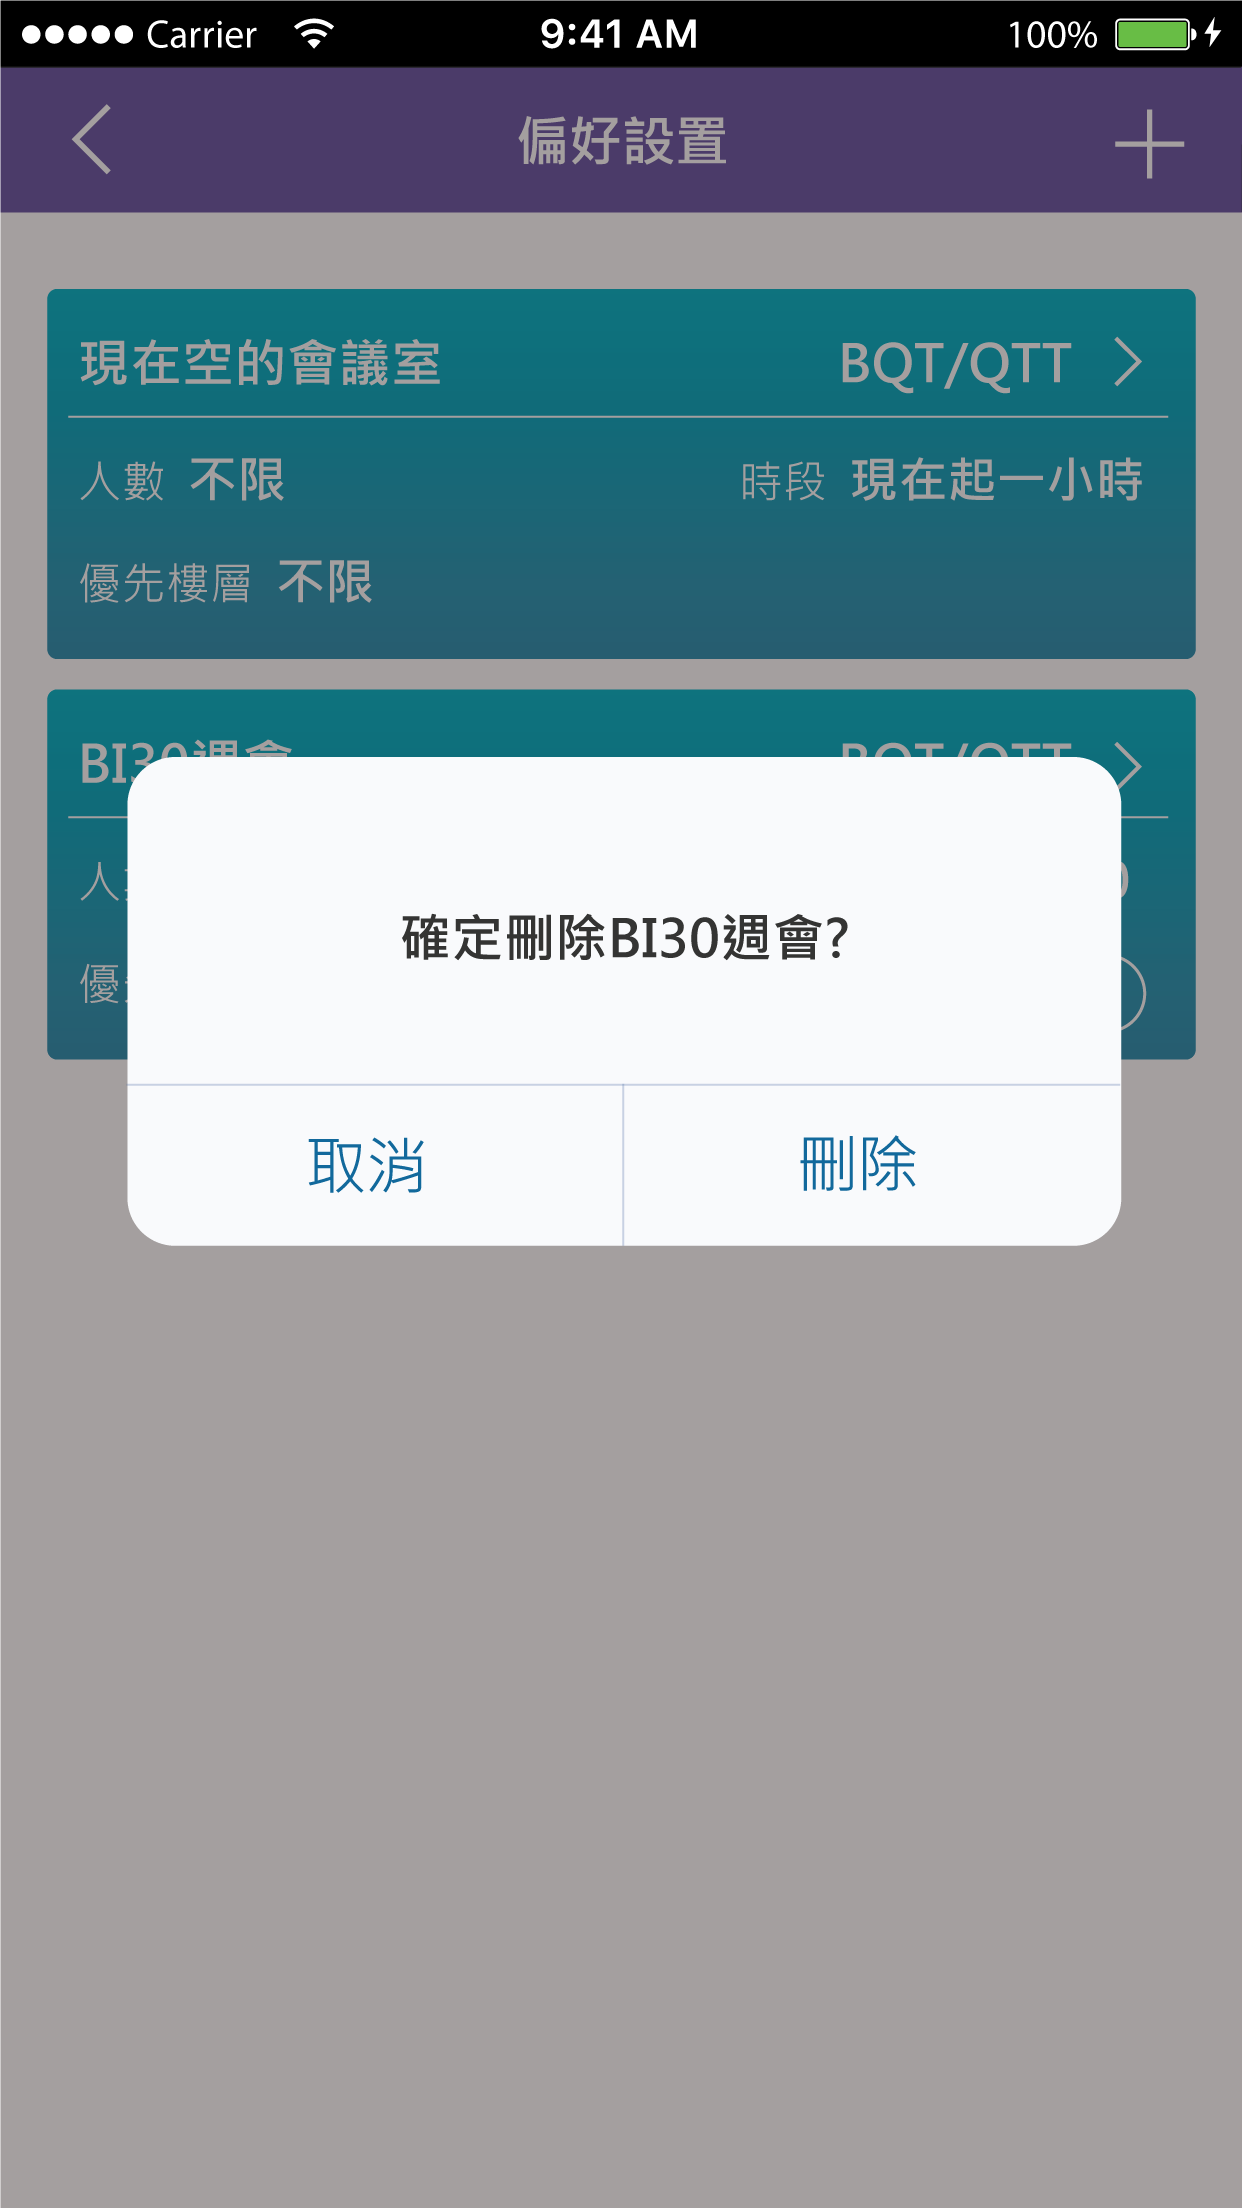 Carrier 9:41 AM 100%
偏好設置
現在空的會議室 BQT/QTT
人數 不限 時段 現在起一小時
優先樓層 不限
BI30週會 BQT/QTT
人
優
確定刪除BI30週會?
取消 刪除